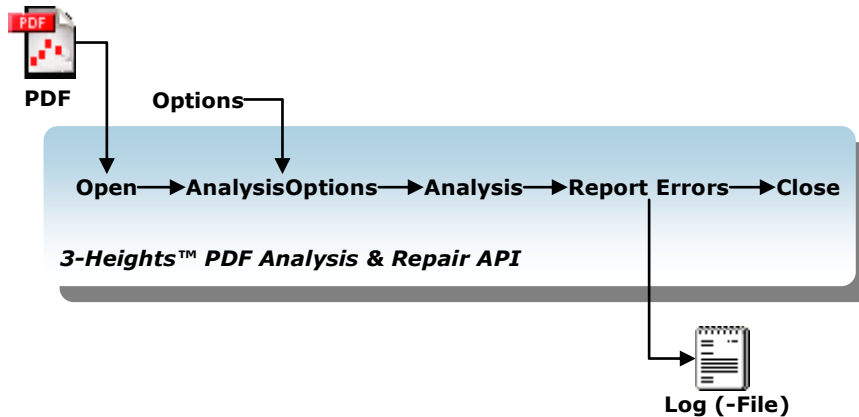 PDF
PDF
Options
Open AnalysisOptions Analysis Report Errors Close
3-Heights™ PDF Analysis & Repair API
Log (-File)